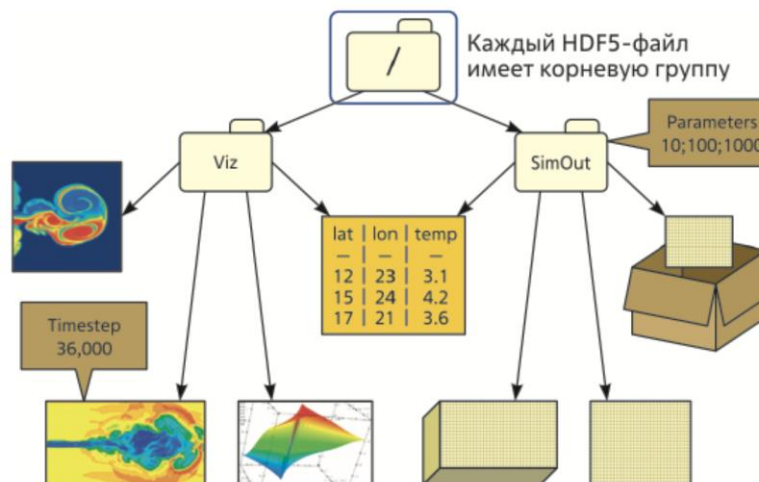 /
Каждый HDF5-файл
имеет корневую группу
Parameters
10;100;1000
Viz
SimOut
lat | lon | temp
— | — | —
12 | 23 | 3.1
15 | 24 | 4.2
17 | 21 | 3.6
Timestep
36,000